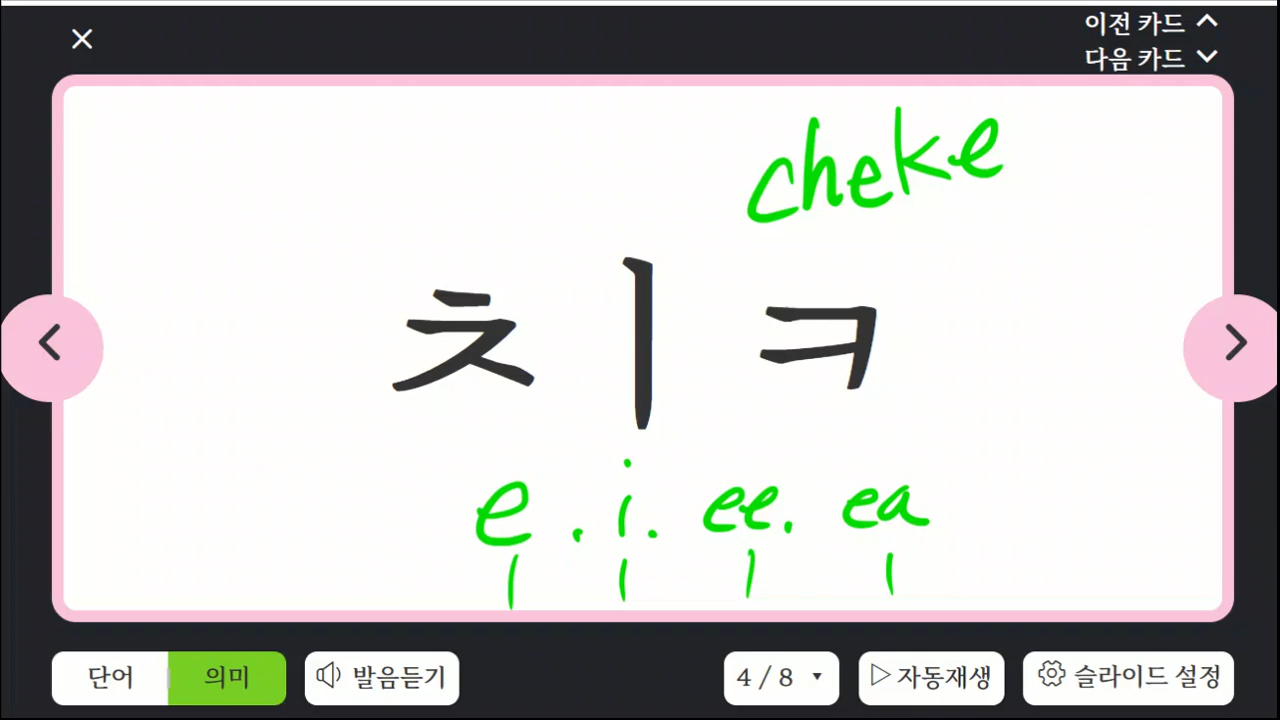 이전 카드
다음 카드
cheke
ㅊ ㅣ ㅋ
e . i . ee . ea
ㅣ ㅣ ㅣ ㅣ
단어 의미 발음듣기 4 / 8 자동재생 슬라이드 설정